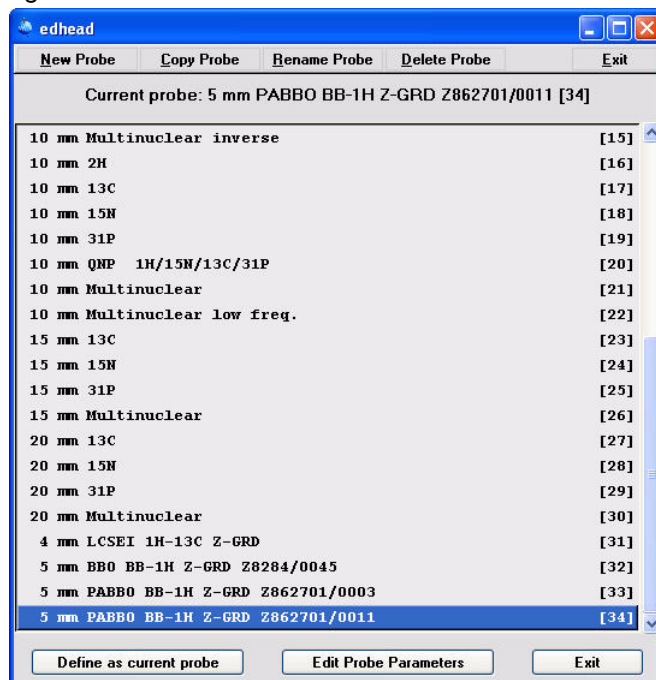 edhead
New Probe Copy Probe Rename Probe Delete Probe Exit
Current probe: 5 mm PABBO BB-1H Z-GRD Z862701/0011 [34]
10 mm Multinuclear inverse [15]
10 mm 2H [16]
10 mm 13C [17]
10 mm 15N [18]
10 mm 31P [19]
10 mm QNP 1H/15N/13C/31P [20]
10 mm Multinuclear [21]
10 mm Multinuclear low freq. [22]
15 mm 13C [23]
15 mm 15N [24]
15 mm 31P [25]
15 mm Multinuclear [26]
20 mm 13C [27]
20 mm 15N [28]
20 mm 31P [29]
20 mm Multinuclear [30]
4 mm LCSEI 1H-13C Z-GRD [31]
5 mm BBO BB-1H Z-GRD Z8284/0045 [32]
5 mm PABBO BB-1H Z-GRD Z862701/0003 [33]
5 mm PABBO BB-1H Z-GRD Z862701/0011 [34]
Define as current probe Edit Probe Parameters Exit